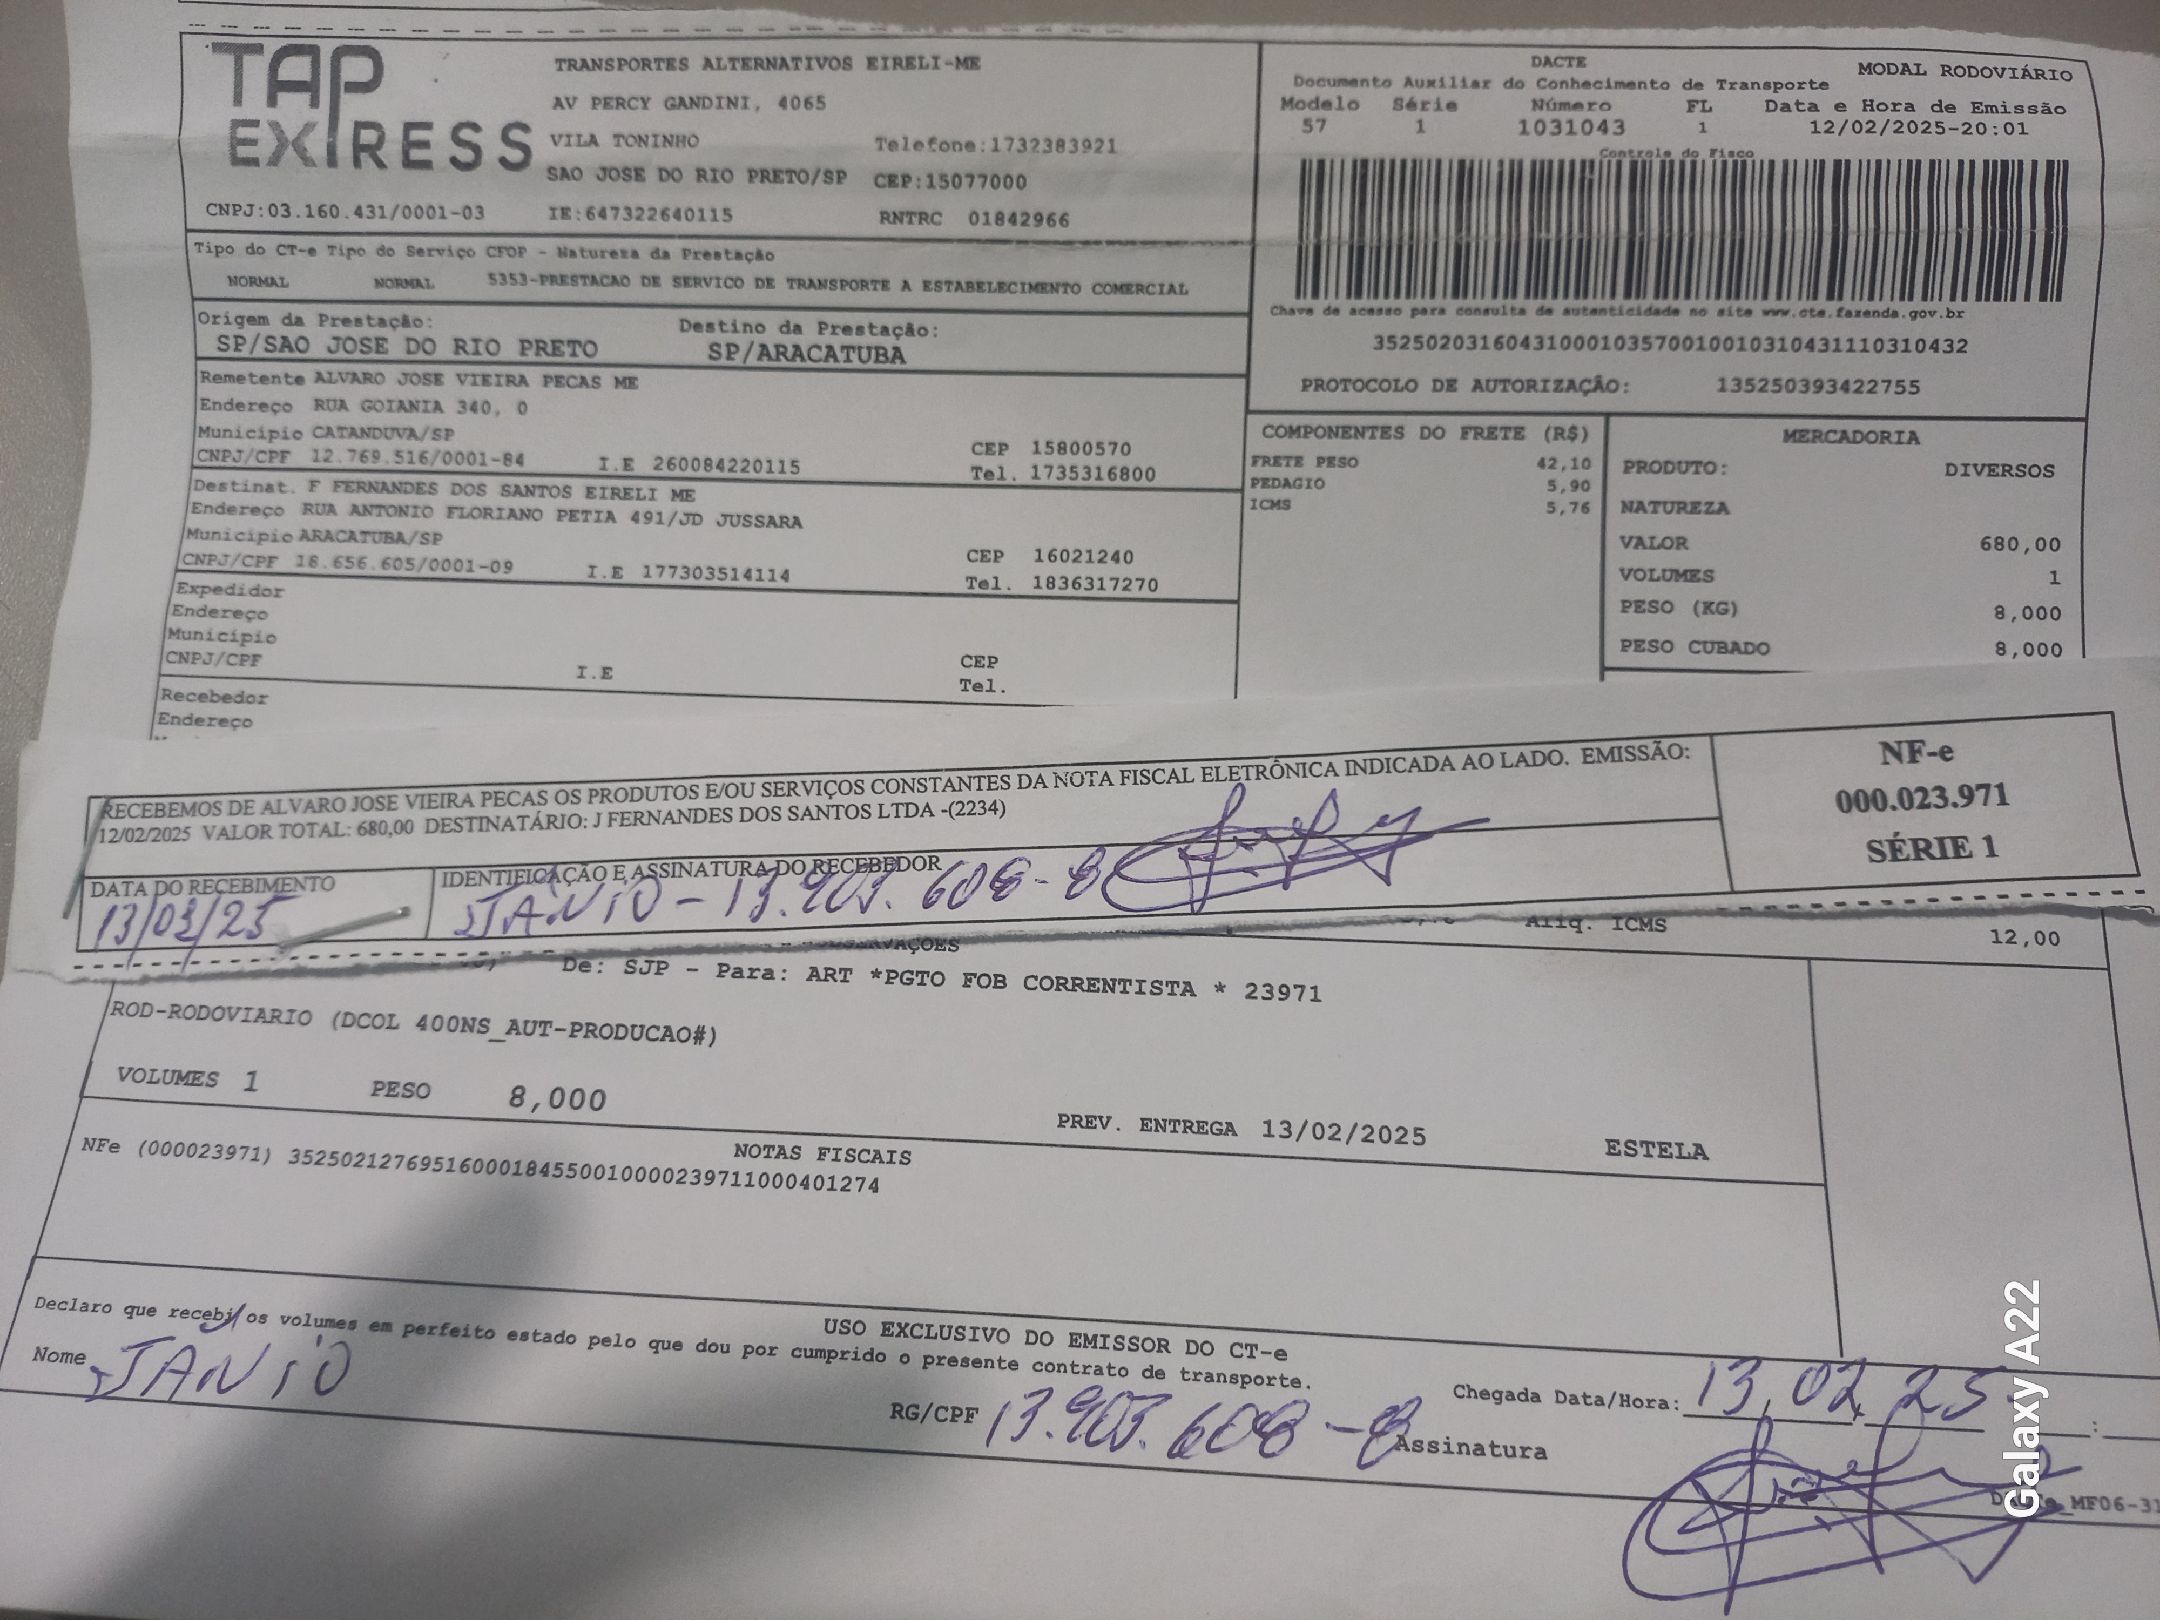 TAP EXPRESS
TRANSPORTES ALTERNATIVOS EIRELI-ME
AV PERCY GANDINI, 4065
VILA TONINHO Telefone:1732383921
SAO JOSE DO RIO PRETO/SP CEP:15077000
CNPJ:03.160.431/0001-03 IE:647322640115 RNTRC 01842966
DACTE
Documento Auxiliar do Conhecimento de Transporte
MODAL RODOVIÁRIO
Modelo Série Número FL Data e Hora de Emissão
57 1 1031043 1 12/02/2025-20:01
Controle do Fisco
Chave de acesso para consulta de autenticidade no site www.cte.fazenda.gov.br
35250203160431000103570010010310431110310432
PROTOCOLO DE AUTORIZAÇÃO: 135250393422755
Tipo do CT-e Tipo do Serviço CFOP - Natureza da Prestação
NORMAL NORMAL 5353-PRESTACAO DE SERVICO DE TRANSPORTE A ESTABELECIMENTO COMERCIAL
Origem da Prestação: Destino da Prestação:
SP/SAO JOSE DO RIO PRETO SP/ARACATUBA
Remetente ALVARO JOSE VIEIRA PECAS ME
Endereço RUA GOIANIA 340, 0
Município CATANDUVA/SP CEP 15800570
CNPJ/CPF 12.769.516/0001-84 I.E 260084220115 Tel. 1735316800
Destinat. F FERNANDES DOS SANTOS EIRELI ME
Endereço RUA ANTONIO FLORIANO PETIA 491/JD JUSSARA
Município ARACATUBA/SP CEP 16021240
CNPJ/CPF 18.656.605/0001-09 I.E 177303514114 Tel. 1836317270
Expedidor
Endereço
Município CEP
CNPJ/CPF I.E Tel.
Recebedor
Endereço
COMPONENTES DO FRETE (R$)
FRETE PESO 42,10
PEDAGIO 5,90
ICMS 5,76
MERCADORIA
PRODUTO: DIVERSOS
NATUREZA
VALOR 680,00
VOLUMES 1
PESO (KG) 8,000
PESO CUBADO 8,000
RECEBEMOS DE ALVARO JOSE VIEIRA PECAS OS PRODUTOS E/OU SERVIÇOS CONSTANTES DA NOTA FISCAL ELETRÔNICA INDICADA AO LADO. EMISSÃO:
12/02/2025 VALOR TOTAL: 680,00 DESTINATÁRIO: J FERNANDES DOS SANTOS LTDA -(2234)
NF-e
000.023.971
SÉRIE 1
DATA DO RECEBIMENTO IDENTIFICAÇÃO E ASSINATURA DO RECEBEDOR
13/02/25 JANIO - 13.903.608-8
Aliq. ICMS 12,00
De: SJP - Para: ART *PGTO FOB CORRENTISTA * 23971
ROD-RODOVIARIO (DCOL 400NS_AUT-PRODUCAO#)
VOLUMES 1 PESO 8,000
PREV. ENTREGA 13/02/2025 ESTELA
NOTAS FISCAIS
NFe (000023971) 35250212769516000184550010000239711000401274
USO EXCLUSIVO DO EMISSOR DO CT-e
Declaro que recebi os volumes em perfeito estado pelo que dou por cumprido o presente contrato de transporte.
Nome JANIO RG/CPF 13.903.608-8 Chegada Data/Hora: 13,02,25 :
Assinatura
MF06-31
Galaxy A22